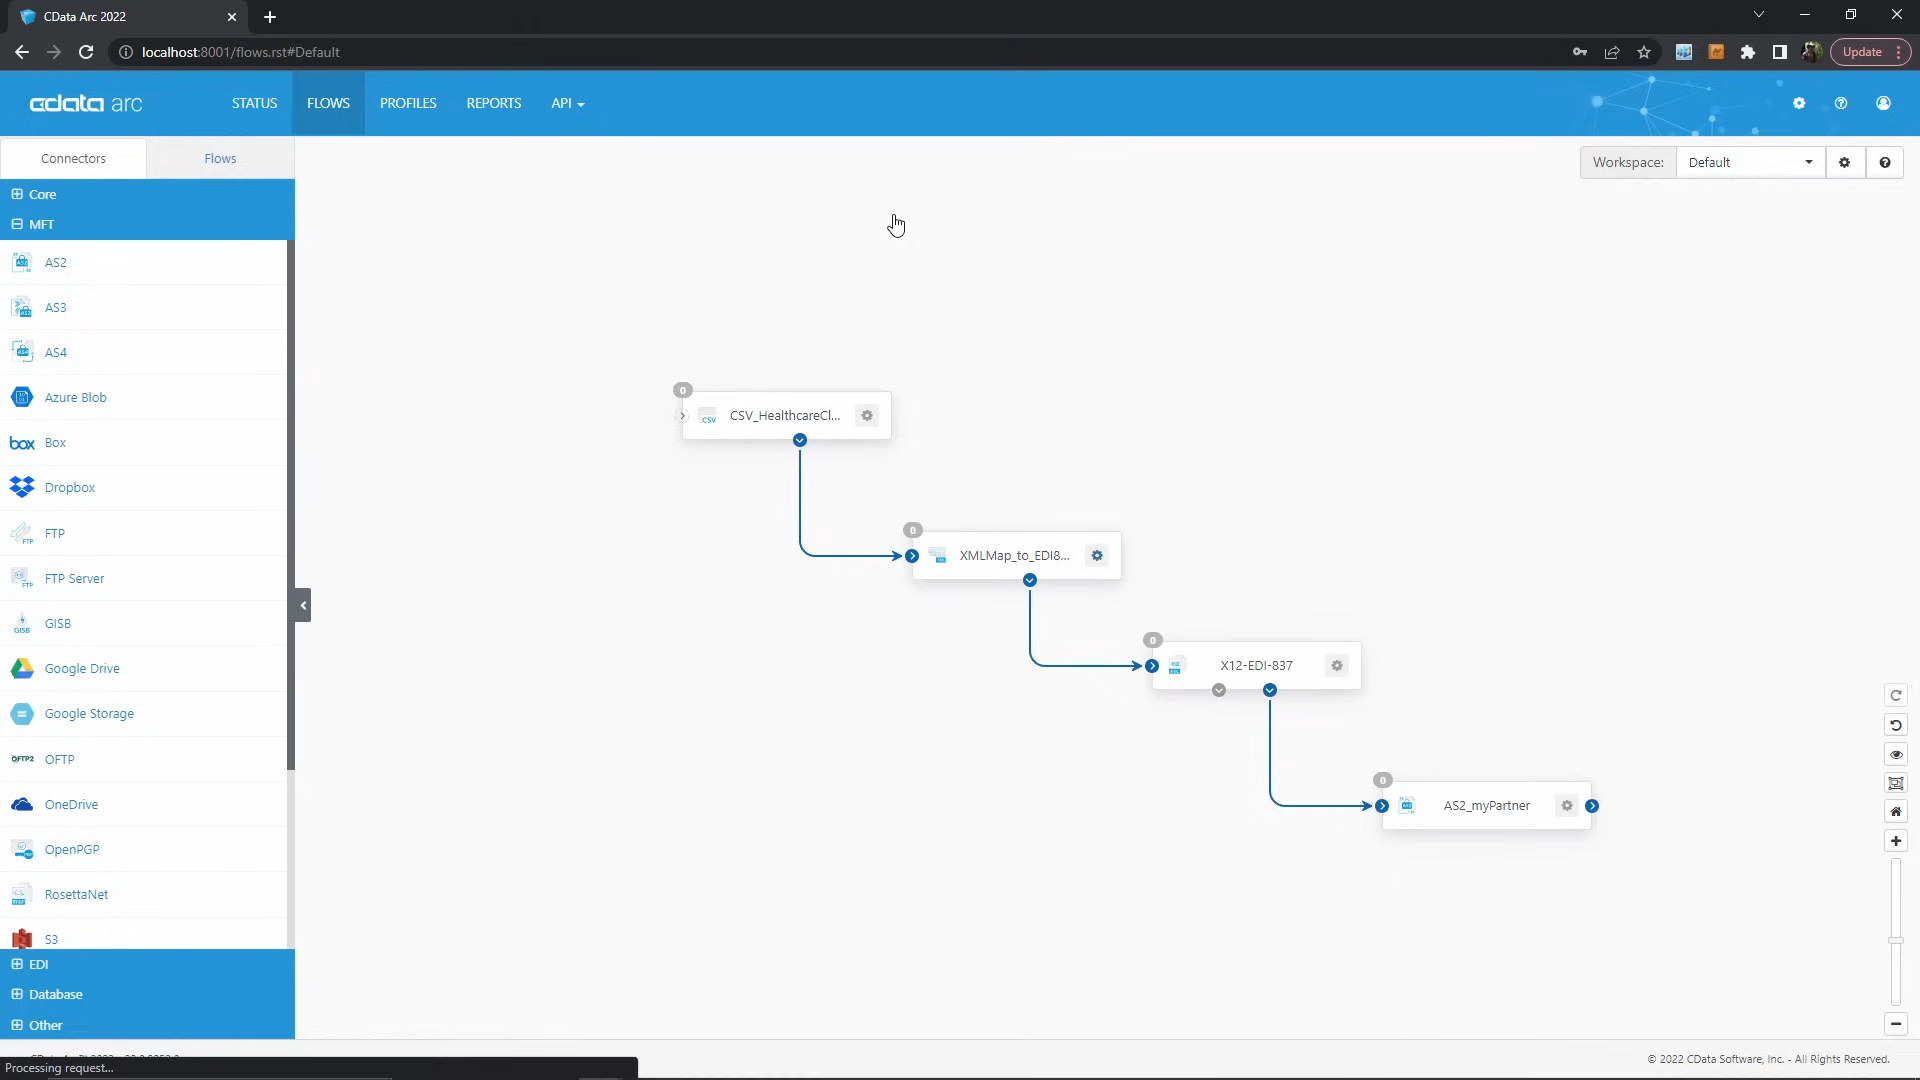 CData Arc 2022
localhost:8001/flows.rst#Default
Update
cdata arc
STATUS
FLOWS
PROFILES
REPORTS
API
Connectors
Flows
Workspace:
Default
Core
MFT
AS2
AS3
AS4
Azure Blob
Box
Dropbox
FTP
FTP Server
GISB
Google Drive
Google Storage
OFTP
OneDrive
OpenPGP
RosettaNet
S3
EDI
Database
Other
0
CSV_HealthcareCl...
0
XMLMap_to_EDI8...
0
X12-EDI-837
0
AS2_myPartner
Processing request...
© 2022 CData Software, Inc. - All Rights Reserved.